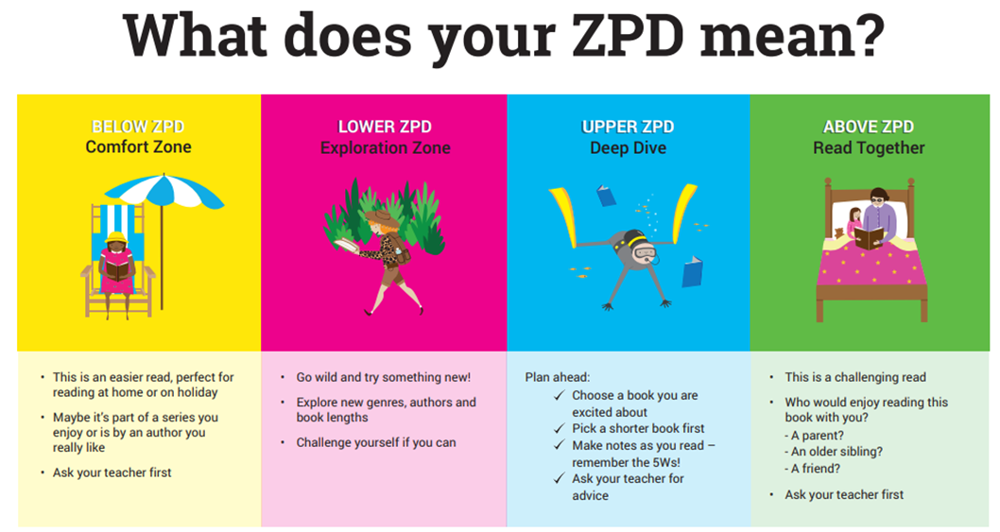 What does your ZPD mean?
BELOW ZPD
Comfort Zone
• This is an easier read, perfect for
reading at home or on holiday
• Maybe it's part of a series you
enjoy or is by an author you
really like
• Ask your teacher first
LOWER ZPD
Exploration Zone
• Go wild and try something new!
• Explore new genres, authors and
book lengths
• Challenge yourself if you can
UPPER ZPD
Deep Dive
Plan ahead:
✓ Choose a book you are
excited about
✓ Pick a shorter book first
✓ Make notes as you read –
remember the 5Ws!
✓ Ask your teacher for
advice
ABOVE ZPD
Read Together
• This is a challenging read
• Who would enjoy reading this
book with you?
- A parent?
- An older sibling?
- A friend?
• Ask your teacher first